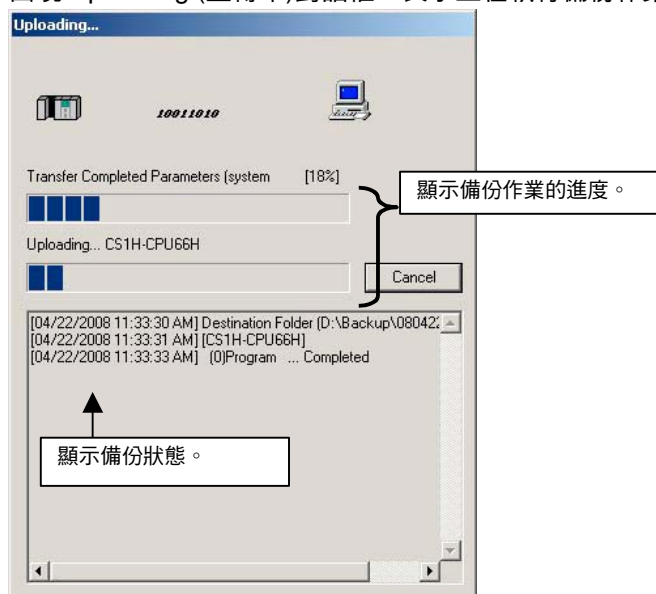 Uploading...
10011010
Transfer Completed Parameters (system [18%]
顯示備份作業的進度。
Uploading... CS1H-CPU66H
Cancel
[04/22/2008 11:33:30 AM] Destination Folder (D:\Backup\080422
[04/22/2008 11:33:31 AM] [CS1H-CPU66H]
[04/22/2008 11:33:33 AM] (0)Program ... Completed
顯示備份狀態。